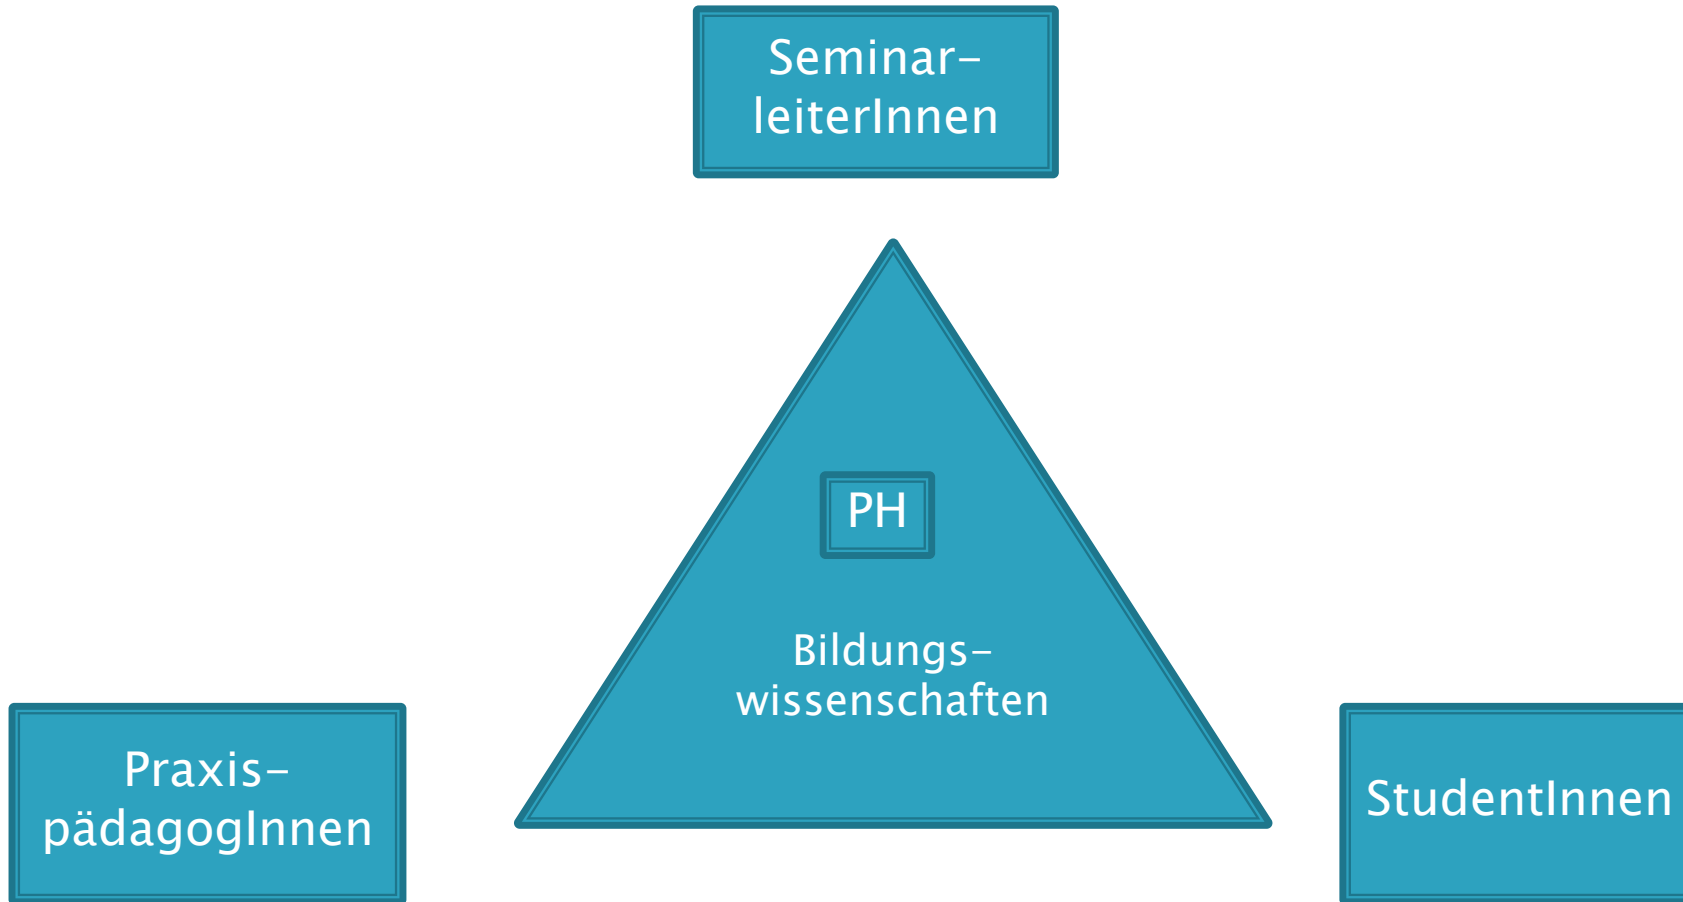 Seminar-
leiterInnen
PH
Bildungs-
wissenschaften
Praxis-
pädagogInnen
StudentInnen